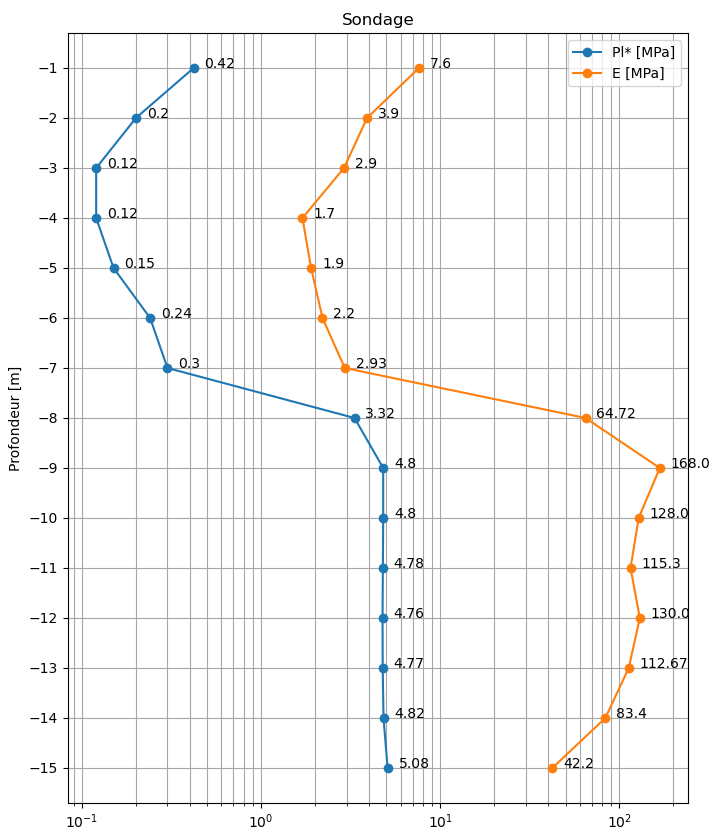 Sondage
Pl* [MPa]
E [MPa]
Profondeur [m]
−1 0.42 7.6
−2 0.2 3.9
−3 0.12 2.9
−4 0.12 1.7
−5 0.15 1.9
−6 0.24 2.2
−7 0.3 2.93
−8 3.32 64.72
−9 4.8 168.0
−10 4.8 128.0
−11 4.78 115.3
−12 4.76 130.0
−13 4.77 112.67
−14 4.82 83.4
−15 5.08 42.2
10⁻¹ 10⁰ 10¹ 10²